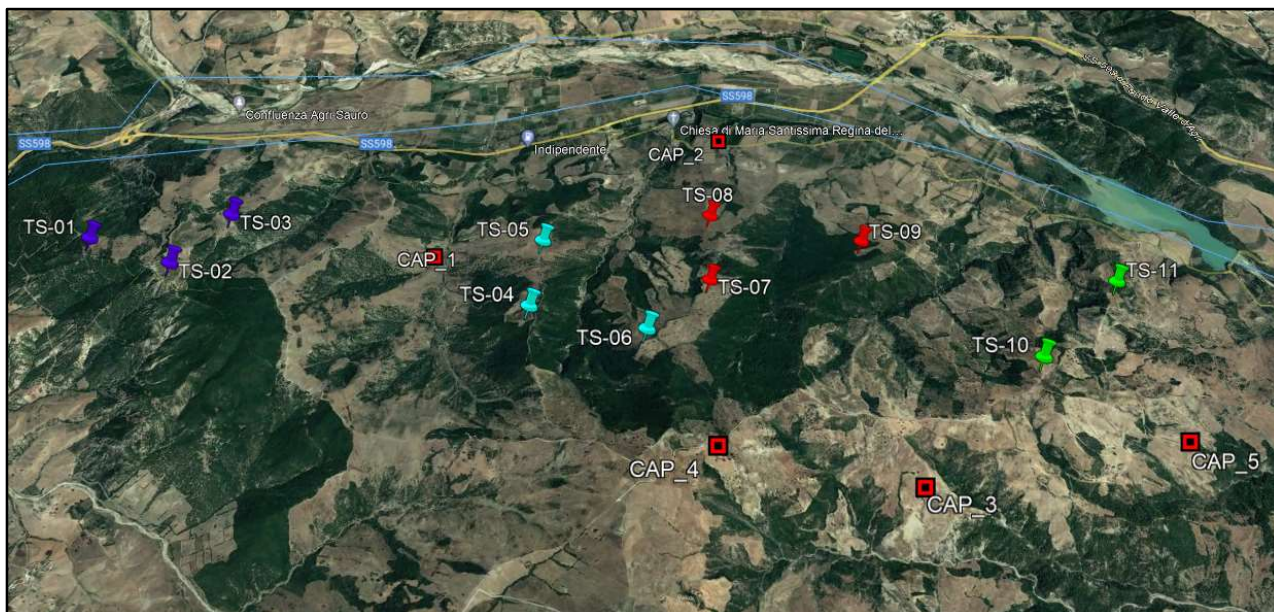 SS598
Confluenza Agri-Sauro
SS598
SS598
Indipendente
Chiesa di Maria Santissima Regina del...
CAP_2
TS-01
TS-02
TS-03
CAP_1
TS-05
TS-04
TS-06
TS-08
TS-07
TS-09
TS-11
TS-10
CAP_4
CAP_3
CAP_5